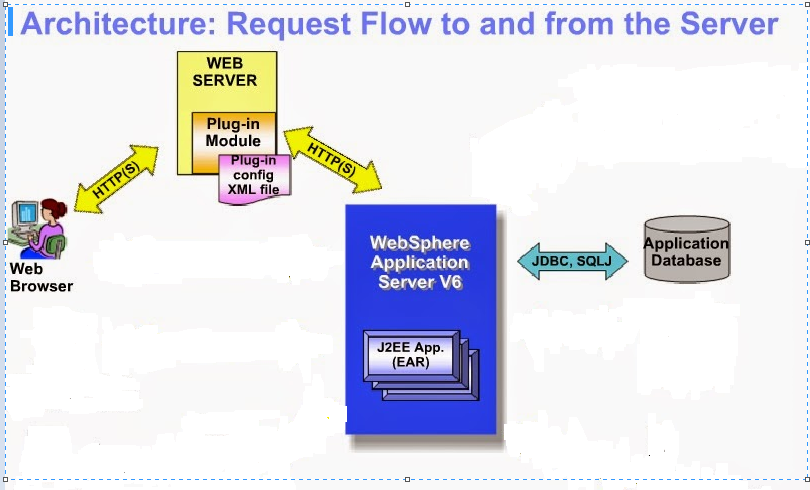 Architecture: Request Flow to and from the Server
WEB
SERVER
Plug-in
Module
Plug-in
config
XML file
HTTP(S)
HTTP(S)
Web
Browser
WebSphere
Application
Server V6
J2EE App.
(EAR)
JDBC, SQLJ
Application
Database